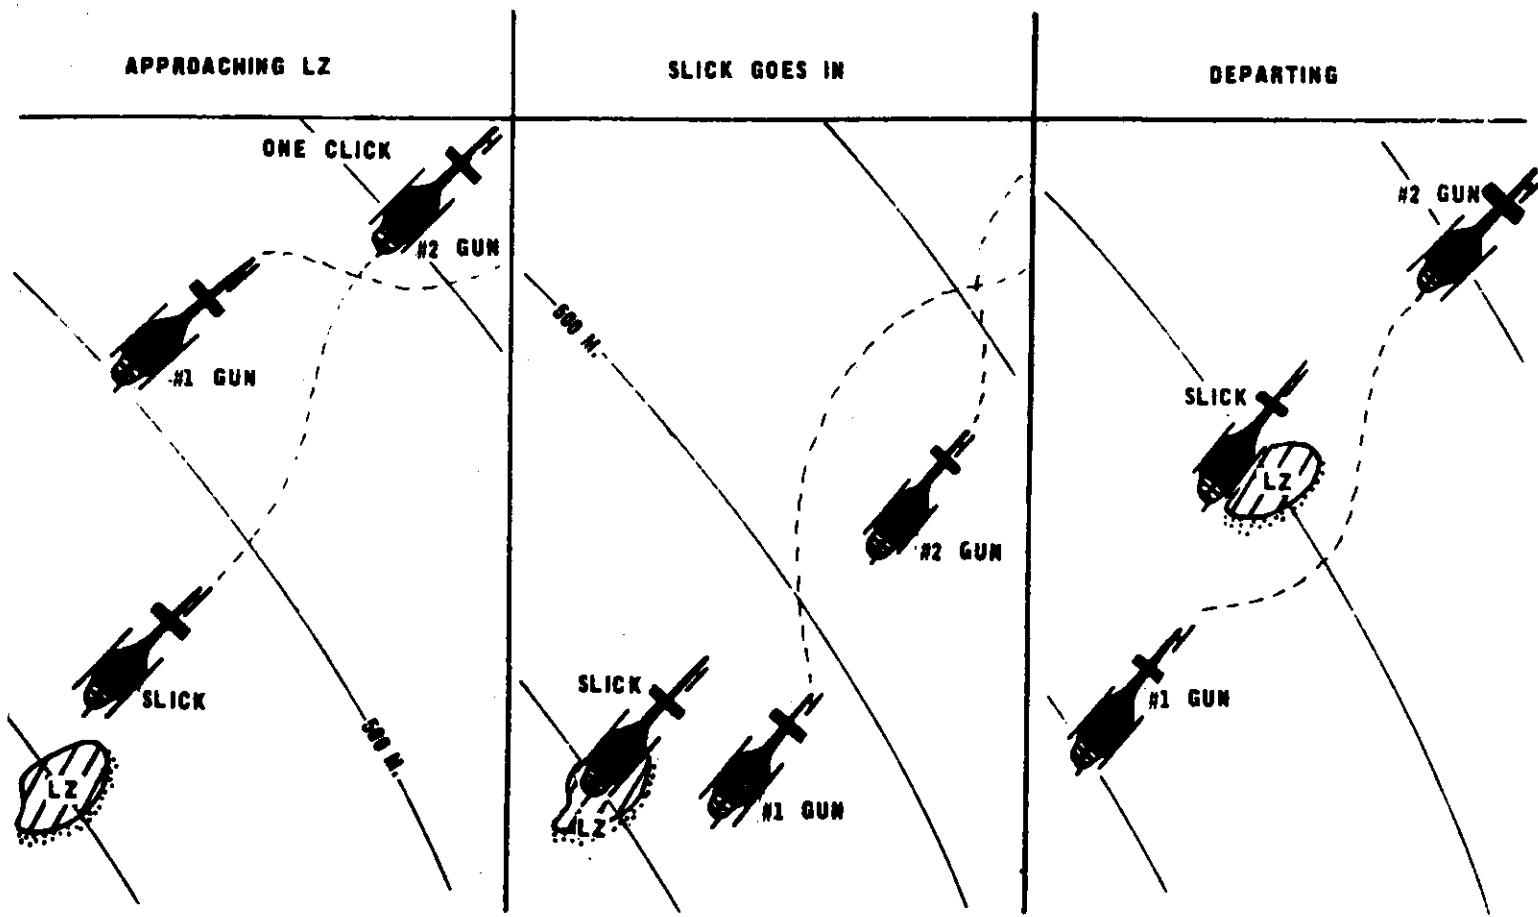 APPROACHING LZ
ONE CLICK
#2 GUN
#1 GUN
SLICK
500 M.
LZ
SLICK GOES IN
500 M.
#2 GUN
SLICK
#1 GUN
LZ
DEPARTING
#2 GUN
SLICK
LZ
#1 GUN